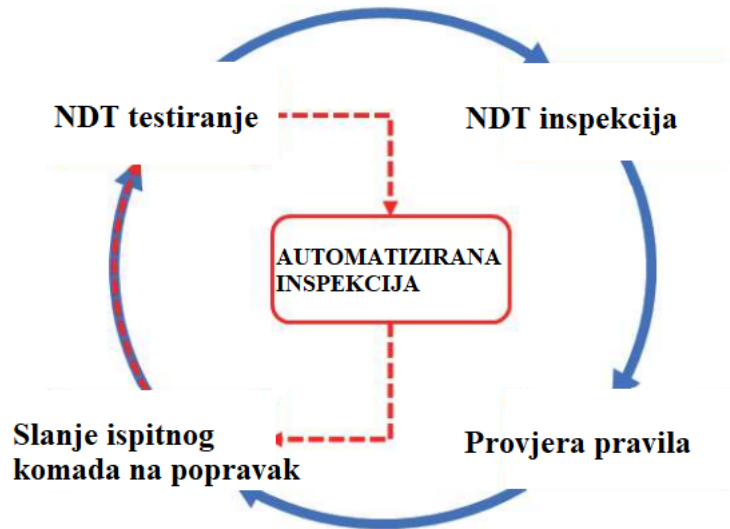 NDT testiranje
NDT inspekcija
AUTOMATIZIRANA
INSPEKCIJA
Slanje ispitnog
komada na popravak
Provjera pravila